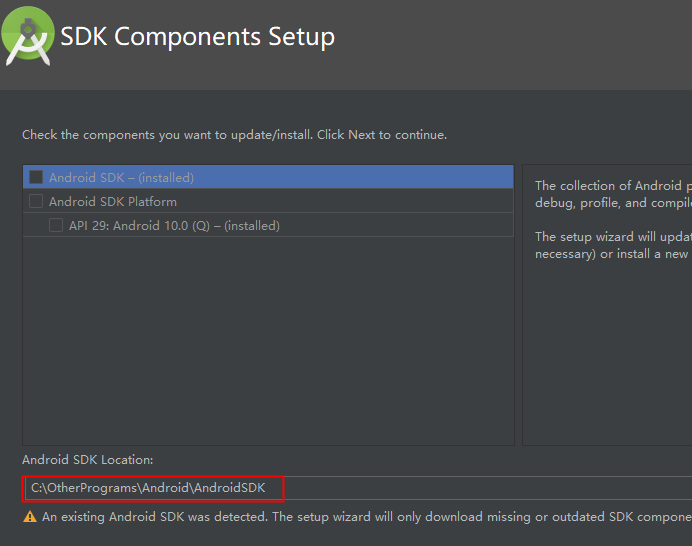 SDK Components Setup
Check the components you want to update/install. Click Next to continue.
Android SDK – (installed)
Android SDK Platform
API 29: Android 10.0 (Q) – (installed)
The collection of Android p
debug, profile, and compil
The setup wizard will updat
necessary) or install a new
Android SDK Location:
C:\OtherPrograms\Android\AndroidSDK
An existing Android SDK was detected. The setup wizard will only download missing or outdated SDK compone